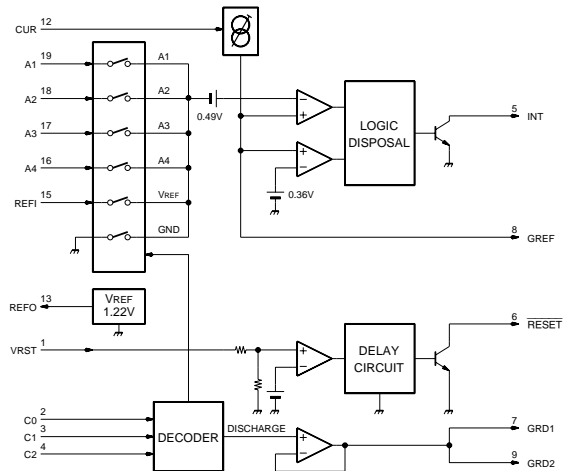 CUR 12
A1 19 A1
A2 18 A2
0.49V
A3 17 A3
A4 16 A4
REFI 15 VREF
GND
− +
+ −
0.36V
LOGIC
DISPOSAL
5 INT
8 GREF
REFO 13
VREF
1.22V
VRST 1
+ −
DELAY
CIRCUIT
6 RESET
C0 2
C1 3
C2 4
DECODER
DISCHARGE
+ −
7 GRD1
9 GRD2